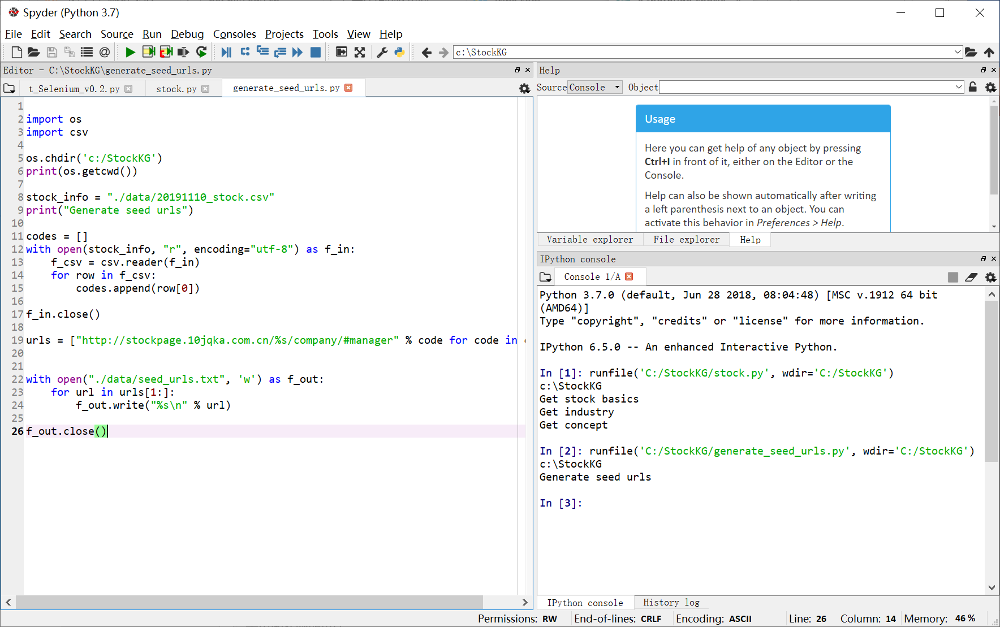 Spyder (Python 3.7)
File Edit Search Source Run Debug Consoles Projects Tools View Help
c:\StockKG
Editor - C:\StockKG\generate_seed_urls.py
t_Selenium_v0.2.py
stock.py
generate_seed_urls.py
1
2 import os
3 import csv
4
5 os.chdir('c:/StockKG')
6 print(os.getcwd())
7
8 stock_info = "./data/20191110_stock.csv"
9 print("Generate seed urls")
10
11 codes = []
12 with open(stock_info, "r", encoding="utf-8") as f_in:
13     f_csv = csv.reader(f_in)
14     for row in f_csv:
15         codes.append(row[0])
16
17 f_in.close()
18
19 urls = ["http://stockpage.10jqka.com.cn/%s/company/#manager" % code for code in
20
21
22 with open("./data/seed_urls.txt", 'w') as f_out:
23     for url in urls[1:]:
24         f_out.write("%s\n" % url)
25
26 f_out.close()
Help
Source Console Object
Usage
Here you can get help of any object by pressing
Ctrl+I in front of it, either on the Editor or the
Console.
Help can also be shown automatically after writing
a left parenthesis next to an object. You can
activate this behavior in Preferences > Help.
Variable explorer File explorer Help
IPython console
Console 1/A
Python 3.7.0 (default, Jun 28 2018, 08:04:48) [MSC v.1912 64 bit
(AMD64)]
Type "copyright", "credits" or "license" for more information.
IPython 6.5.0 -- An enhanced Interactive Python.
In [1]: runfile('C:/StockKG/stock.py', wdir='C:/StockKG')
c:\StockKG
Get stock basics
Get industry
Get concept
In [2]: runfile('C:/StockKG/generate_seed_urls.py', wdir='C:/StockKG')
c:\StockKG
Generate seed urls
In [3]:
IPython console History log
Permissions: RW End-of-lines: CRLF Encoding: ASCII Line: 26 Column: 14 Memory: 46 %